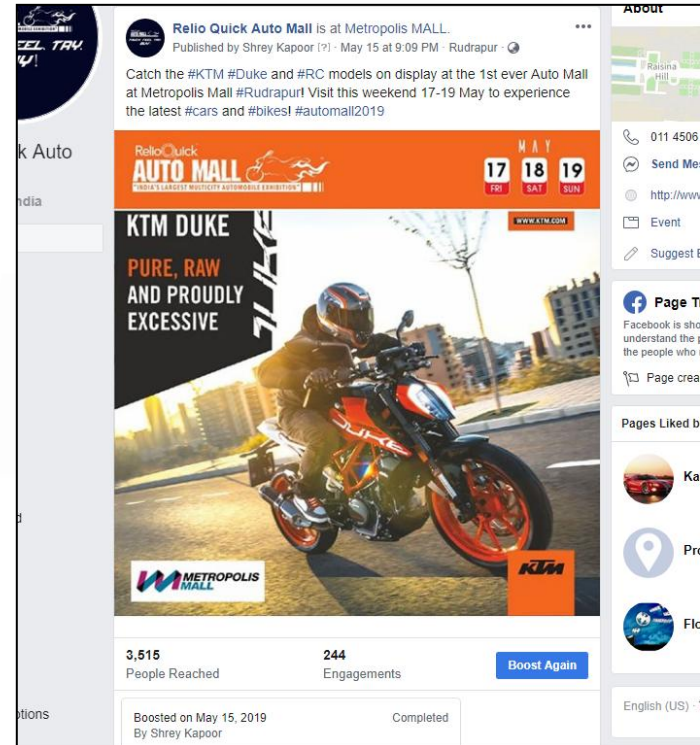 EEL. TRY.
UY!
k Auto
ndia
Relio Quick Auto Mall is at Metropolis MALL.
Published by Shrey Kapoor [?] · May 15 at 9:09 PM · Rudrapur ·
Catch the #KTM #Duke and #RC models on display at the 1st ever Auto Mall
at Metropolis Mall #Rudrapur! Visit this weekend 17-19 May to experience
the latest #cars and #bikes! #automall2019
RelioQuick
AUTO MALL
"INDIA'S LARGEST MULTICITY AUTOMOBILE EXHIBITION"
MAY
17 18 19
FRI SAT SUN
KTM DUKE
PURE, RAW
AND PROUDLY
EXCESSIVE
DUKE
WWW.KTM.COM
DUKE
METROPOLIS
MALL
KTM
3,515
People Reached
244
Engagements
Boost Again
Boosted on May 15, 2019
By Shrey Kapoor
Completed
ptions
About
Raisina
Hill
011 4506
Send Mes
http://www
Event
Suggest E
Page Tr
Facebook is sho
understand the p
the people who
Page crea
Pages Liked b
Ka
Pro
Flo
English (US) ·